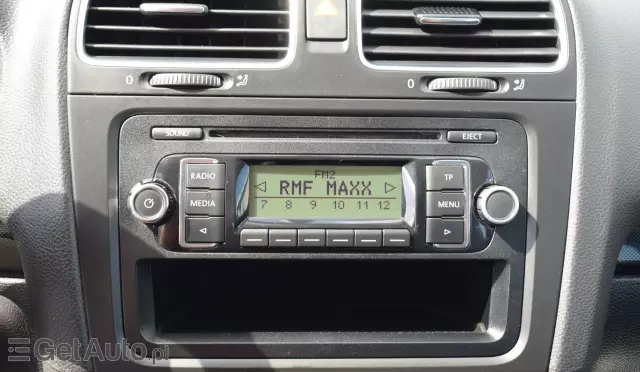 0 0
SOUND EJECT
RADIO FM2 TP
◁ RMF MAXX ▷
MEDIA 7 8 9 10 11 12 MENU
GetAuto.pl